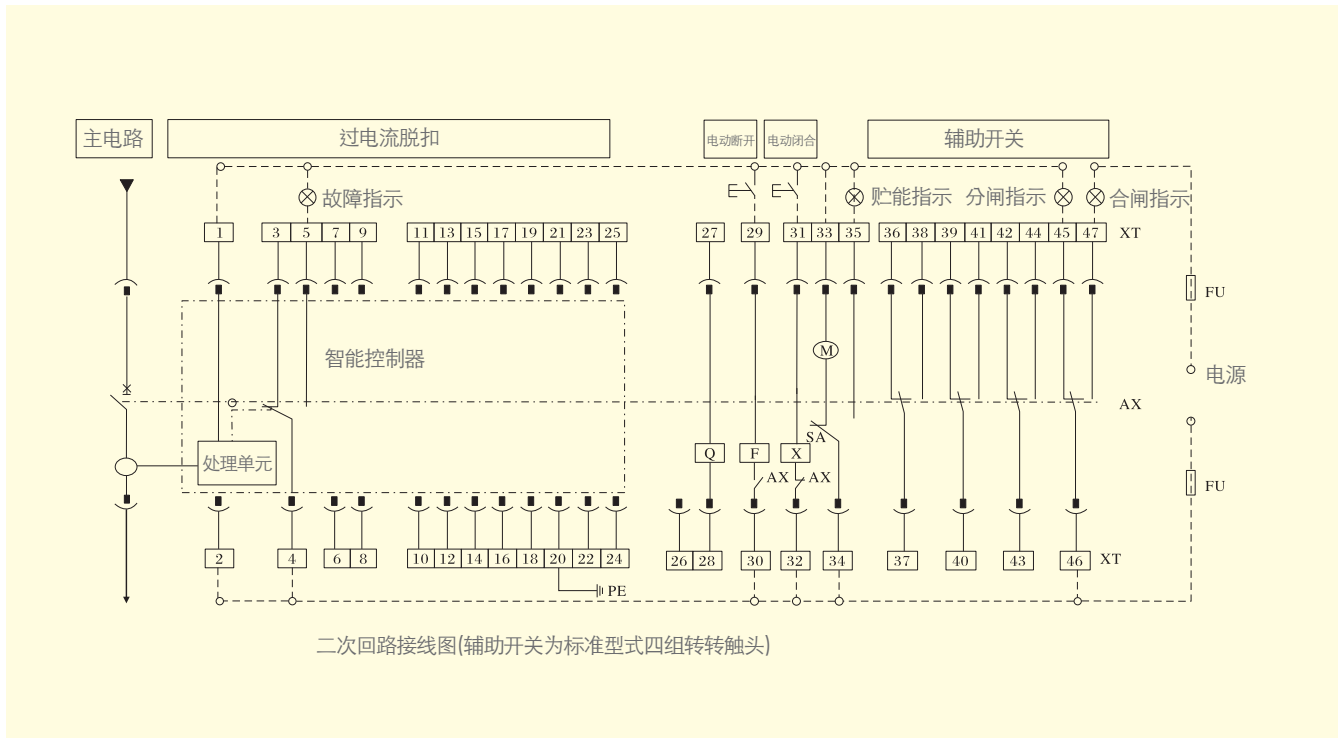 主电路 过电流脱扣 电动断开 电动闭合 辅助开关
故障指示 贮能指示 分闸指示 合闸指示
1 3 5 7 9 11 13 15 17 19 21 23 25 27 29 31 33 35 36 38 39 41 42 44 45 47 XT
FU
M
智能控制器
电源
AX
SA
处理单元 Q F X
AX AX
FU
2 4 6 8 10 12 14 16 18 20 22 24 26 28 30 32 34 37 40 43 46 XT
PE
二次回路接线图(辅助开关为标准型式四组转转触头)